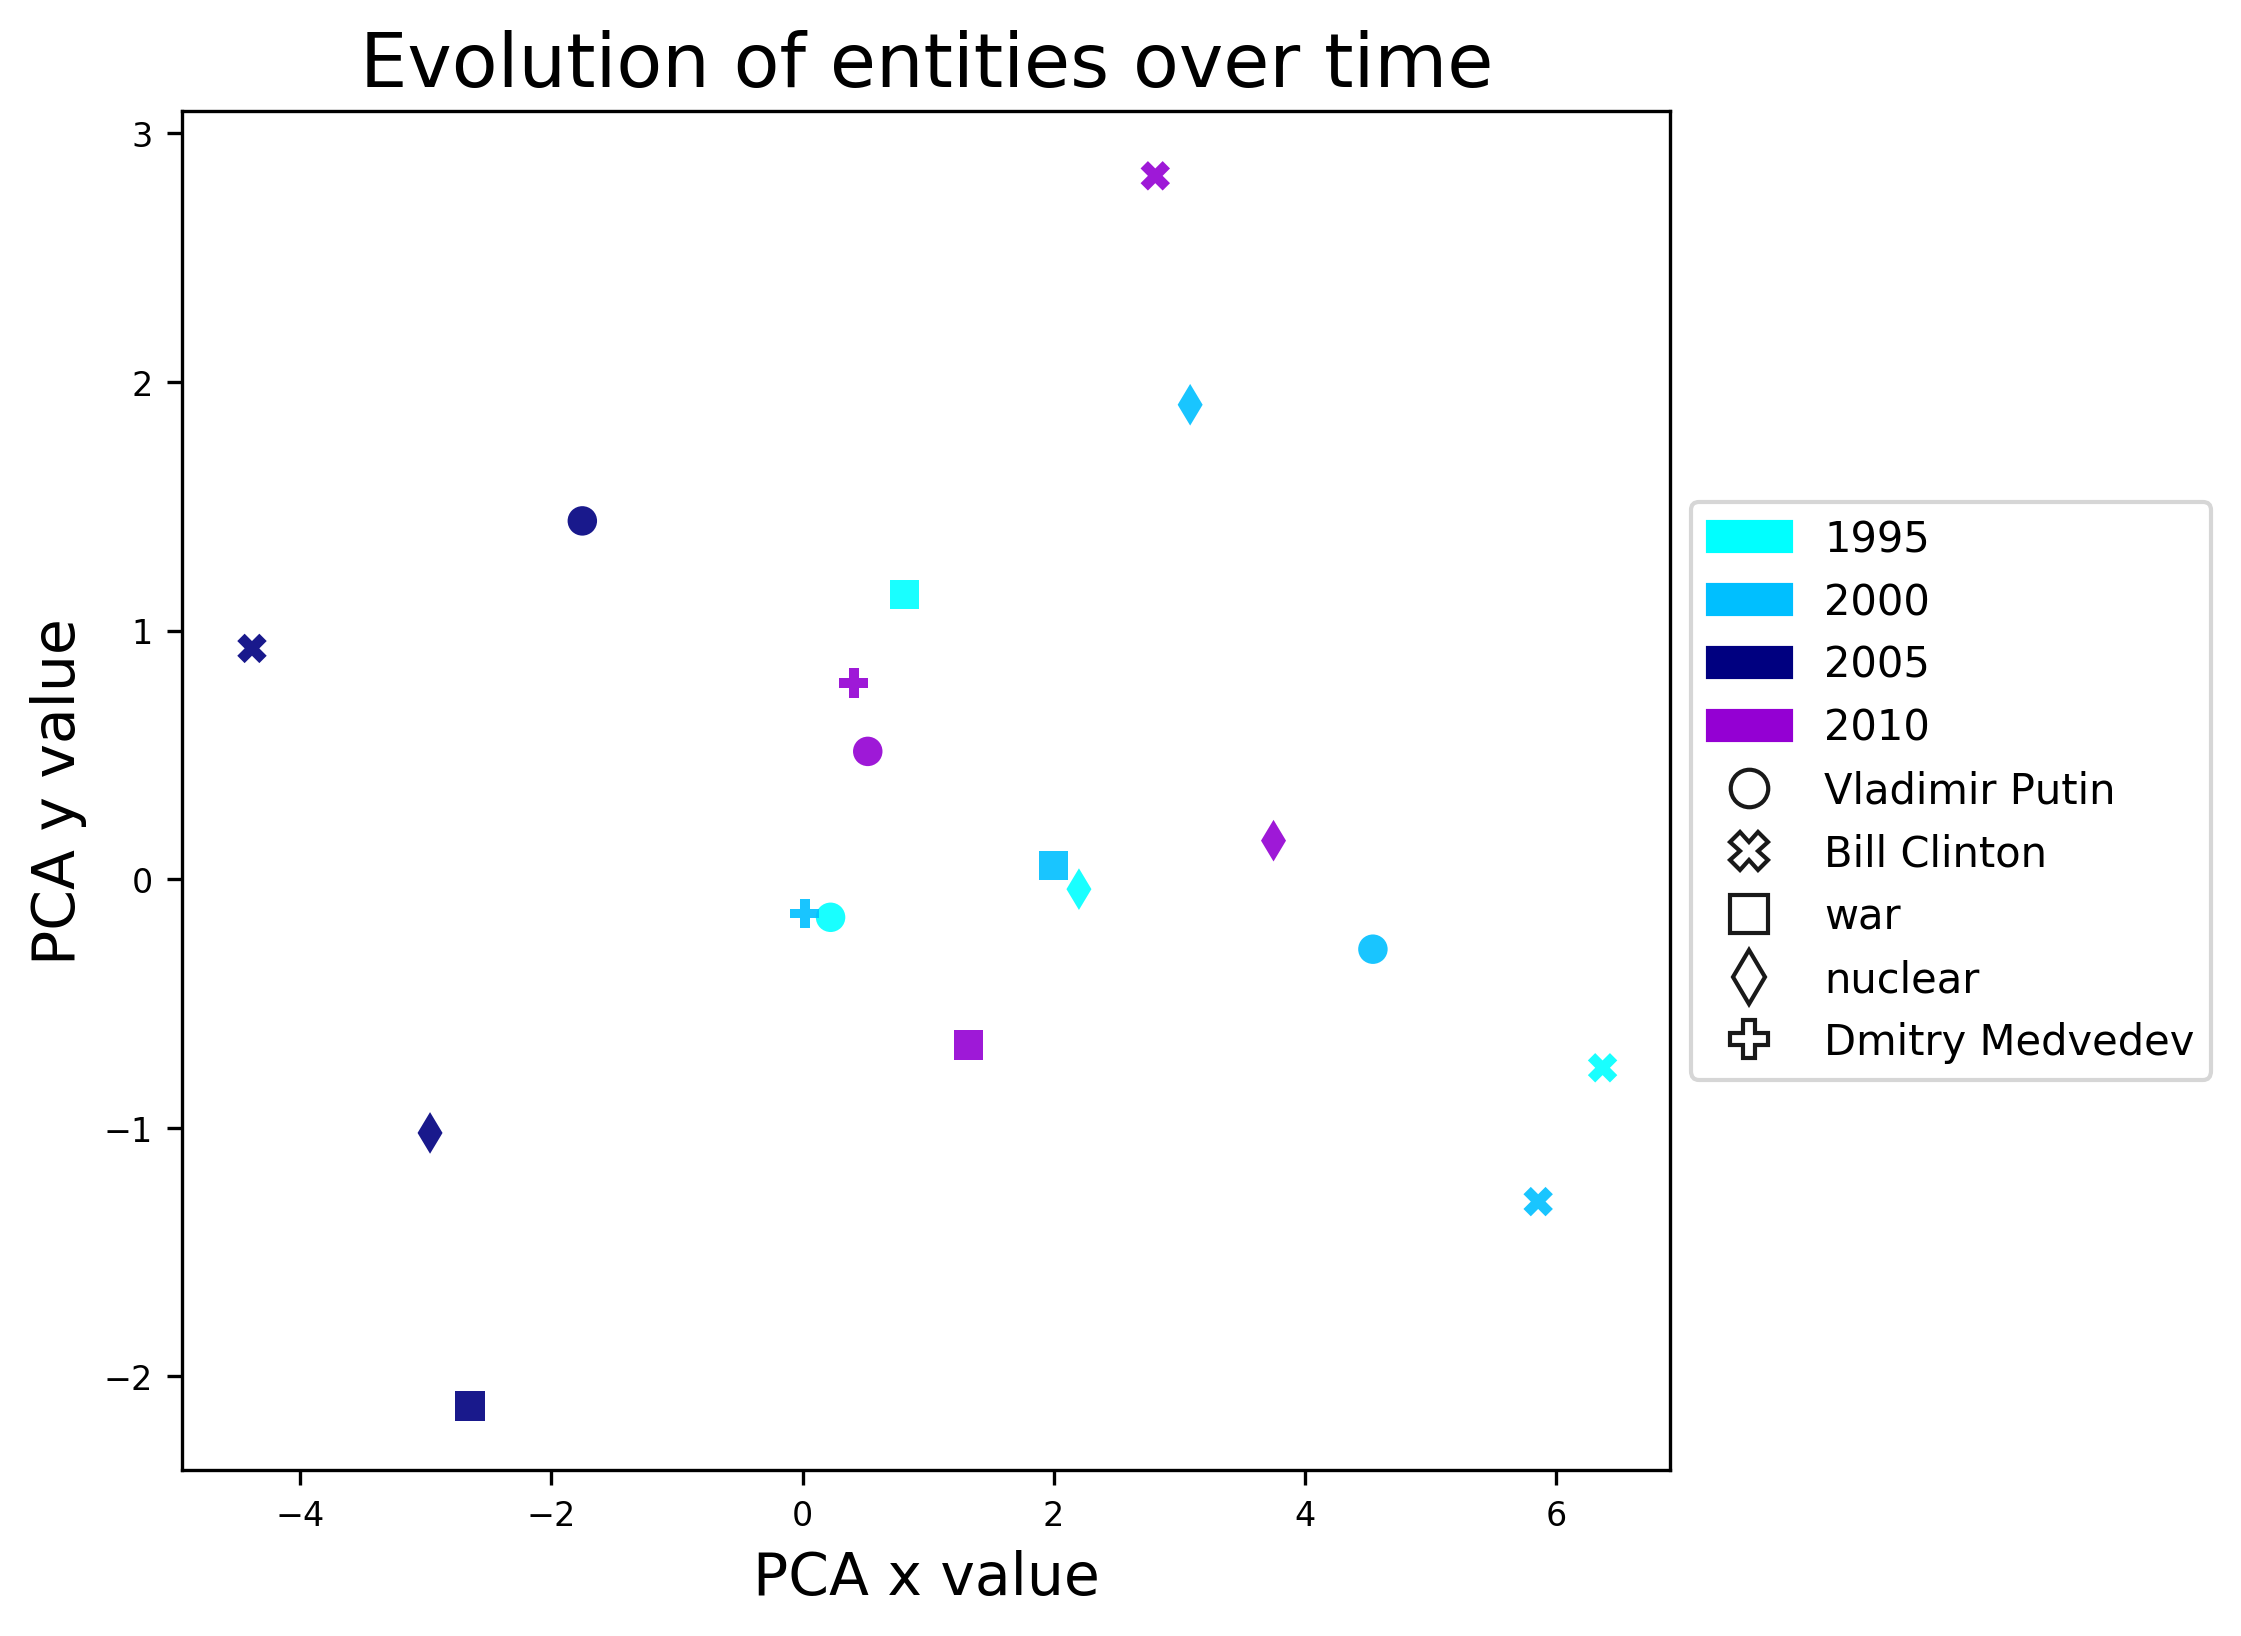 Evolution of entities over time
3
2
1
0
−1
−2
PCA y value
−4 −2 0 2 4 6
PCA x value
1995
2000
2005
2010
Vladimir Putin
Bill Clinton
war
nuclear
Dmitry Medvedev